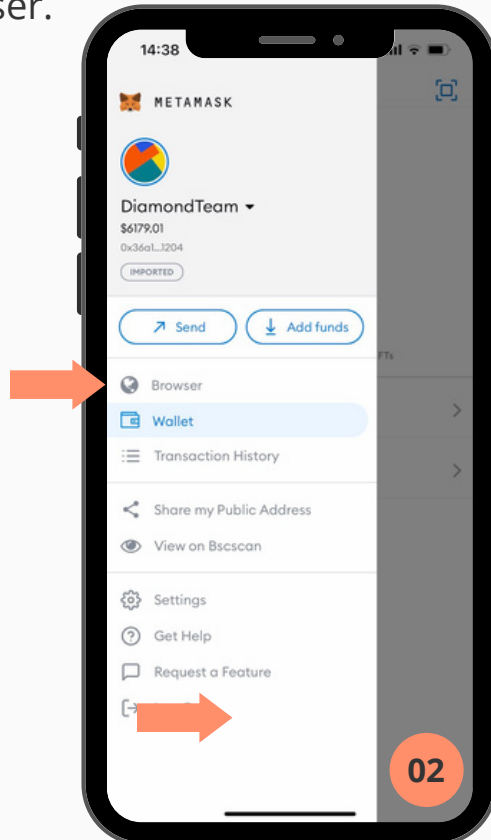 ser.
14:38
METAMASK
DiamondTeam
$6179.01
0x36a1...1204
IMPORTED
Send
Add funds
FTs
Browser
Wallet
Transaction History
Share my Public Address
View on Bscscan
Settings
Get Help
Request a Feature
02